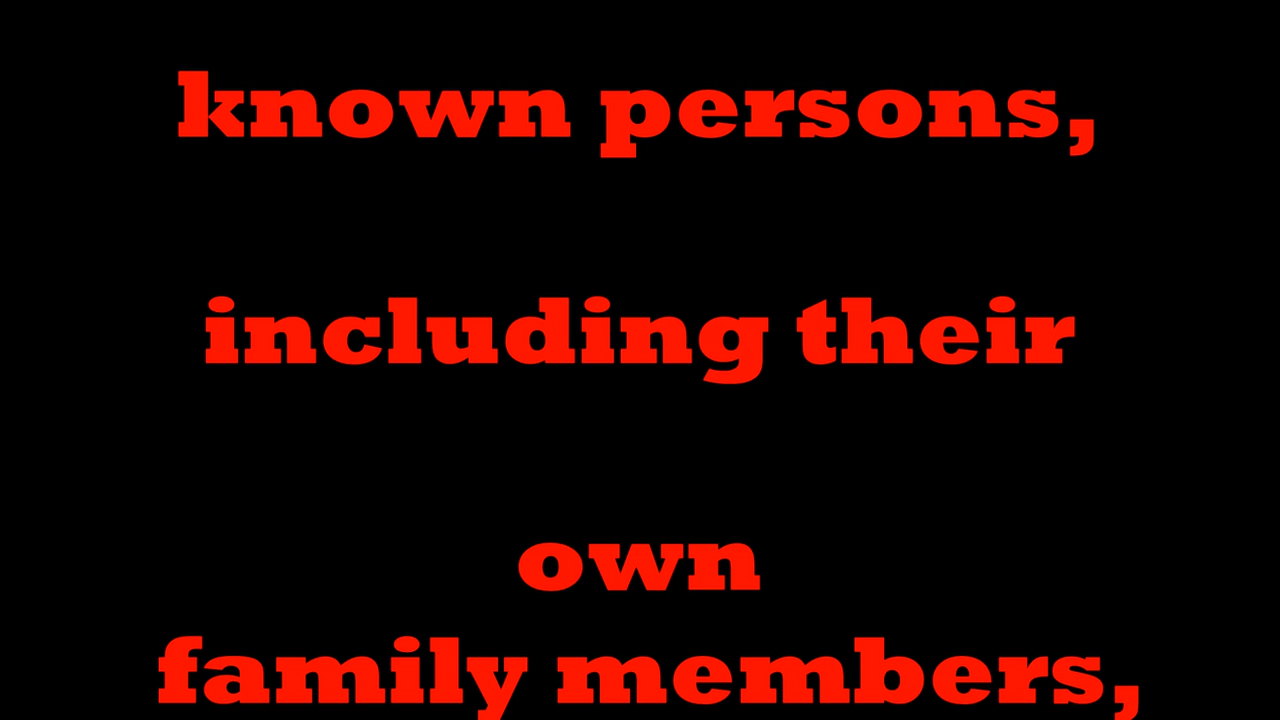 known persons,
including their
own
family members,